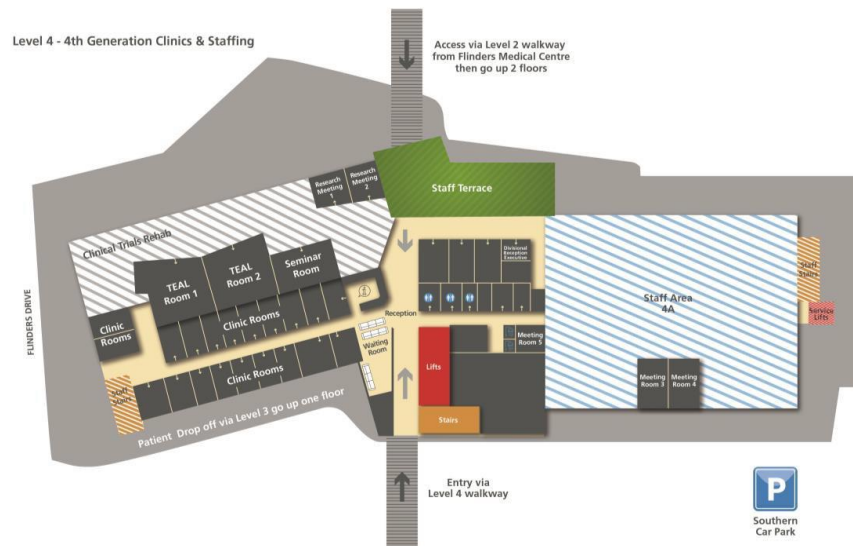 Level 4 - 4th Generation Clinics & Staffing
Access via Level 2 walkway
from Flinders Medical Centre
then go up 2 floors
Research
Meeting
1
Research
Meeting
2
Staff Terrace
Clinical Trials Rehab
TEAL
Room 1
TEAL
Room 2
Seminar
Room
Divisional
Reception
Executive
Staff
Stairs
Staff Area
4A
Service
Lifts
Clinic
Rooms
Clinic Rooms
Reception
Waiting
Room
Meeting
Room 5
Clinic Rooms
Lifts
Meeting
Room 3
Meeting
Room 4
Staff
Stairs
Stairs
FLINDERS DRIVE
Patient Drop off via Level 3 go up one floor
Entry via
Level 4 walkway
P
Southern
Car Park